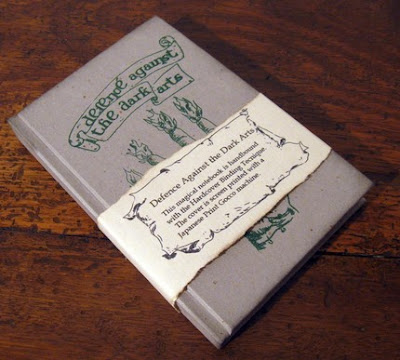 defence against
the dark arts
Defence Against the Dark Arts
This magical notebook is handbound
with the Hardcover Binding Tecnique
The cover is screen printed with a
Japanese Print Gocco machine.